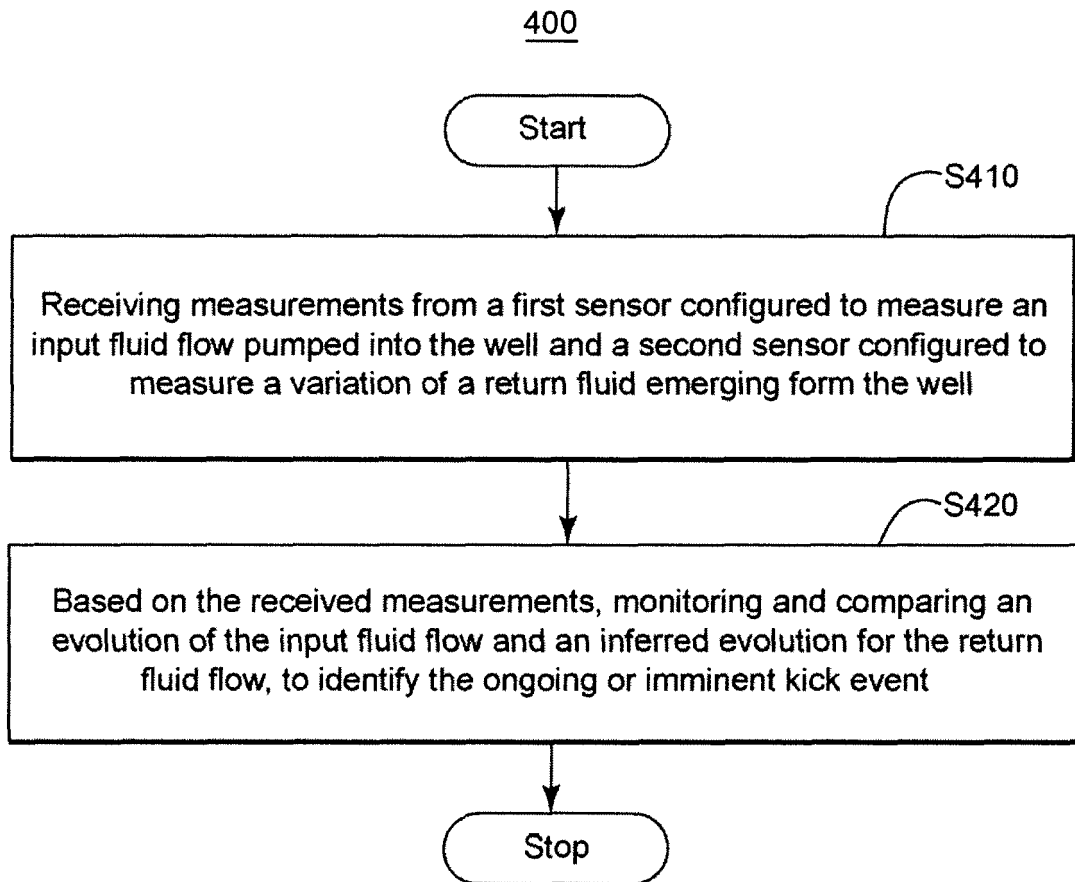 400
Start
S410
Receiving measurements from a first sensor configured to measure an
input fluid flow pumped into the well and a second sensor configured to
measure a variation of a return fluid emerging form the well
S420
Based on the received measurements, monitoring and comparing an
evolution of the input fluid flow and an inferred evolution for the return
fluid flow, to identify the ongoing or imminent kick event
Stop